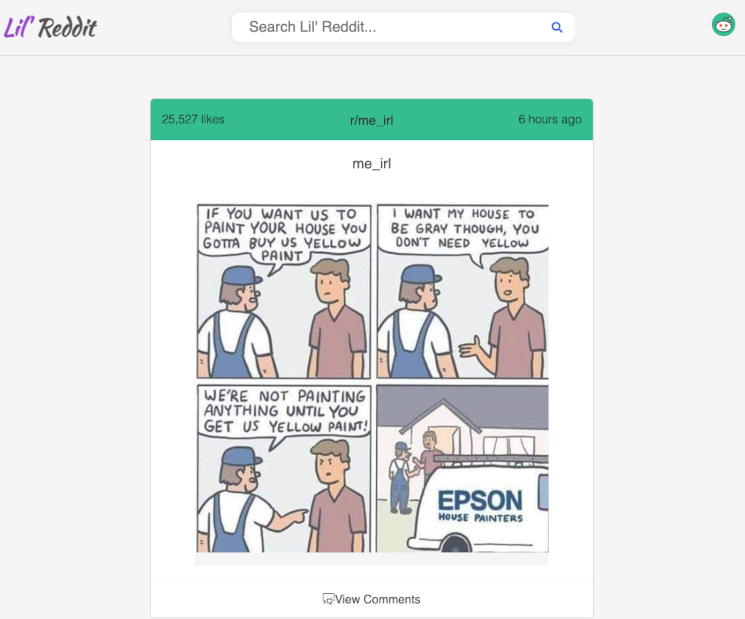 Lil' Reddit
Search Lil' Reddit...
25,527 likes
r/me_irl
6 hours ago
me_irl
IF YOU WANT US TO
PAINT YOUR HOUSE YOU
GOTTA BUY US YELLOW
PAINT
I WANT MY HOUSE TO
BE GRAY THOUGH, YOU
DON'T NEED YELLOW
WE'RE NOT PAINTING
ANYTHING UNTIL YOU
GET US YELLOW PAINT!
EPSON
HOUSE PAINTERS
View Comments